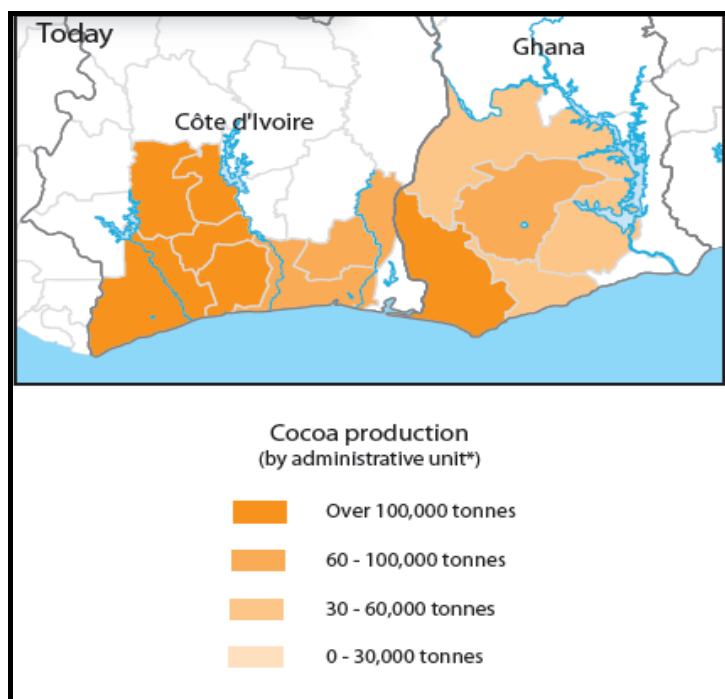 Today
Ghana
Côte d'Ivoire
Cocoa production
(by administrative unit*)
Over 100,000 tonnes
60 - 100,000 tonnes
30 - 60,000 tonnes
0 - 30,000 tonnes